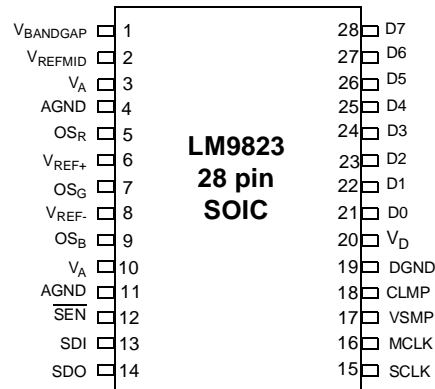 VBANDGAP 1 28 D7
VREFMID 2 27 D6
VA 3 26 D5
AGND 4 25 D4
OSR 5 24 D3
VREF+ 6 23 D2
OSG 7 22 D1
VREF- 8 21 D0
OSB 9 20 VD
VA 10 19 DGND
AGND 11 18 CLMP
SEN 12 17 VSMP
SDI 13 16 MCLK
SDO 14 15 SCLK
LM9823
28 pin
SOIC